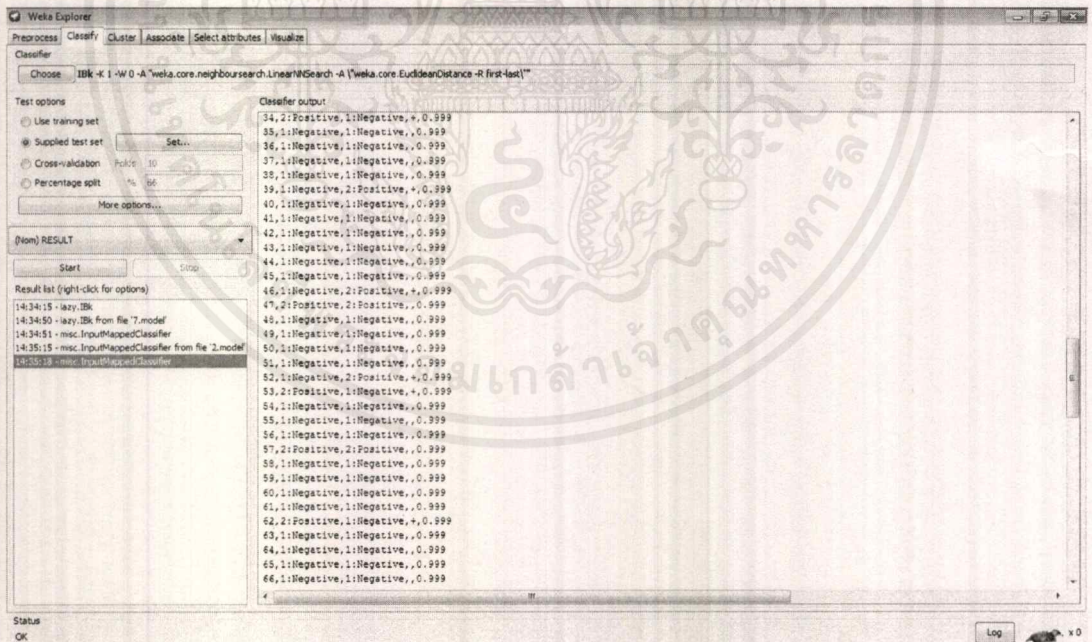 Weka Explorer
Preprocess Classify Cluster Associate Select attributes Visualize
Classifier
Choose IBk -K 1 -W 0 -A "weka.core.neighboursearch.LinearNNSearch -A \"weka.core.EuclideanDistance -R first-last\""
Test options
Use training set
Supplied test set Set...
Cross-validation Folds 10
Percentage split % 66
More options...
(Nom) RESULT
Start Stop
Result list (right-click for options)
14:34:15 - lazy.IBk
14:34:50 - lazy.IBk from file '7.model'
14:34:51 - misc.InputMappedClassifier
14:35:15 - misc.InputMappedClassifier from file '2.model'
14:35:18 - misc.InputMappedClassifier
Classifier output
34,2:Positive,1:Negative,+,0.999
35,1:Negative,1:Negative,,0.999
36,1:Negative,1:Negative,,0.999
37,1:Negative,1:Negative,,0.999
38,1:Negative,1:Negative,,0.999
39,1:Negative,2:Positive,+,0.999
40,1:Negative,1:Negative,,0.999
41,1:Negative,1:Negative,,0.999
42,1:Negative,1:Negative,,0.999
43,1:Negative,1:Negative,,0.999
44,1:Negative,1:Negative,,0.999
45,1:Negative,1:Negative,,0.999
46,1:Negative,2:Positive,+,0.999
47,2:Positive,2:Positive,,0.999
48,1:Negative,1:Negative,,0.999
49,1:Negative,1:Negative,,0.999
50,1:Negative,1:Negative,,0.999
51,1:Negative,1:Negative,,0.999
52,1:Negative,2:Positive,+,0.999
53,2:Positive,1:Negative,+,0.999
54,1:Negative,1:Negative,,0.999
55,1:Negative,1:Negative,,0.999
56,1:Negative,1:Negative,,0.999
57,2:Positive,2:Positive,,0.999
58,1:Negative,1:Negative,,0.999
59,1:Negative,1:Negative,,0.999
60,1:Negative,1:Negative,,0.999
61,1:Negative,1:Negative,,0.999
62,2:Positive,1:Negative,+,0.999
63,1:Negative,1:Negative,,0.999
64,1:Negative,1:Negative,,0.999
65,1:Negative,1:Negative,,0.999
66,1:Negative,1:Negative,,0.999
Status
OK
Log x 0